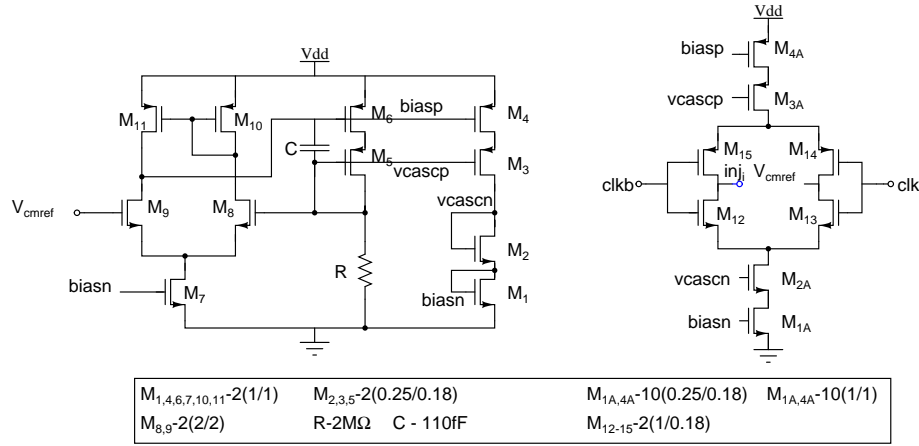 Vdd
M11
M10
biasp
M6
M4
C
M5
M3
vcascp
Vcmref
M9
M8
vcascn
M2
R
biasn
M7
biasn
M1
Vdd
biasp
M4A
vcascp
M3A
M15
M14
clkb
inji
Vcmref
clk
M12
M13
vcascn
M2A
biasn
M1A
M1,4,6,7,10,11-2(1/1) M2,3,5-2(0.25/0.18) M1A,4A-10(0.25/0.18) M1A,4A-10(1/1)
M8,9-2(2/2) R-2MΩ C - 110fF M12-15-2(1/0.18)